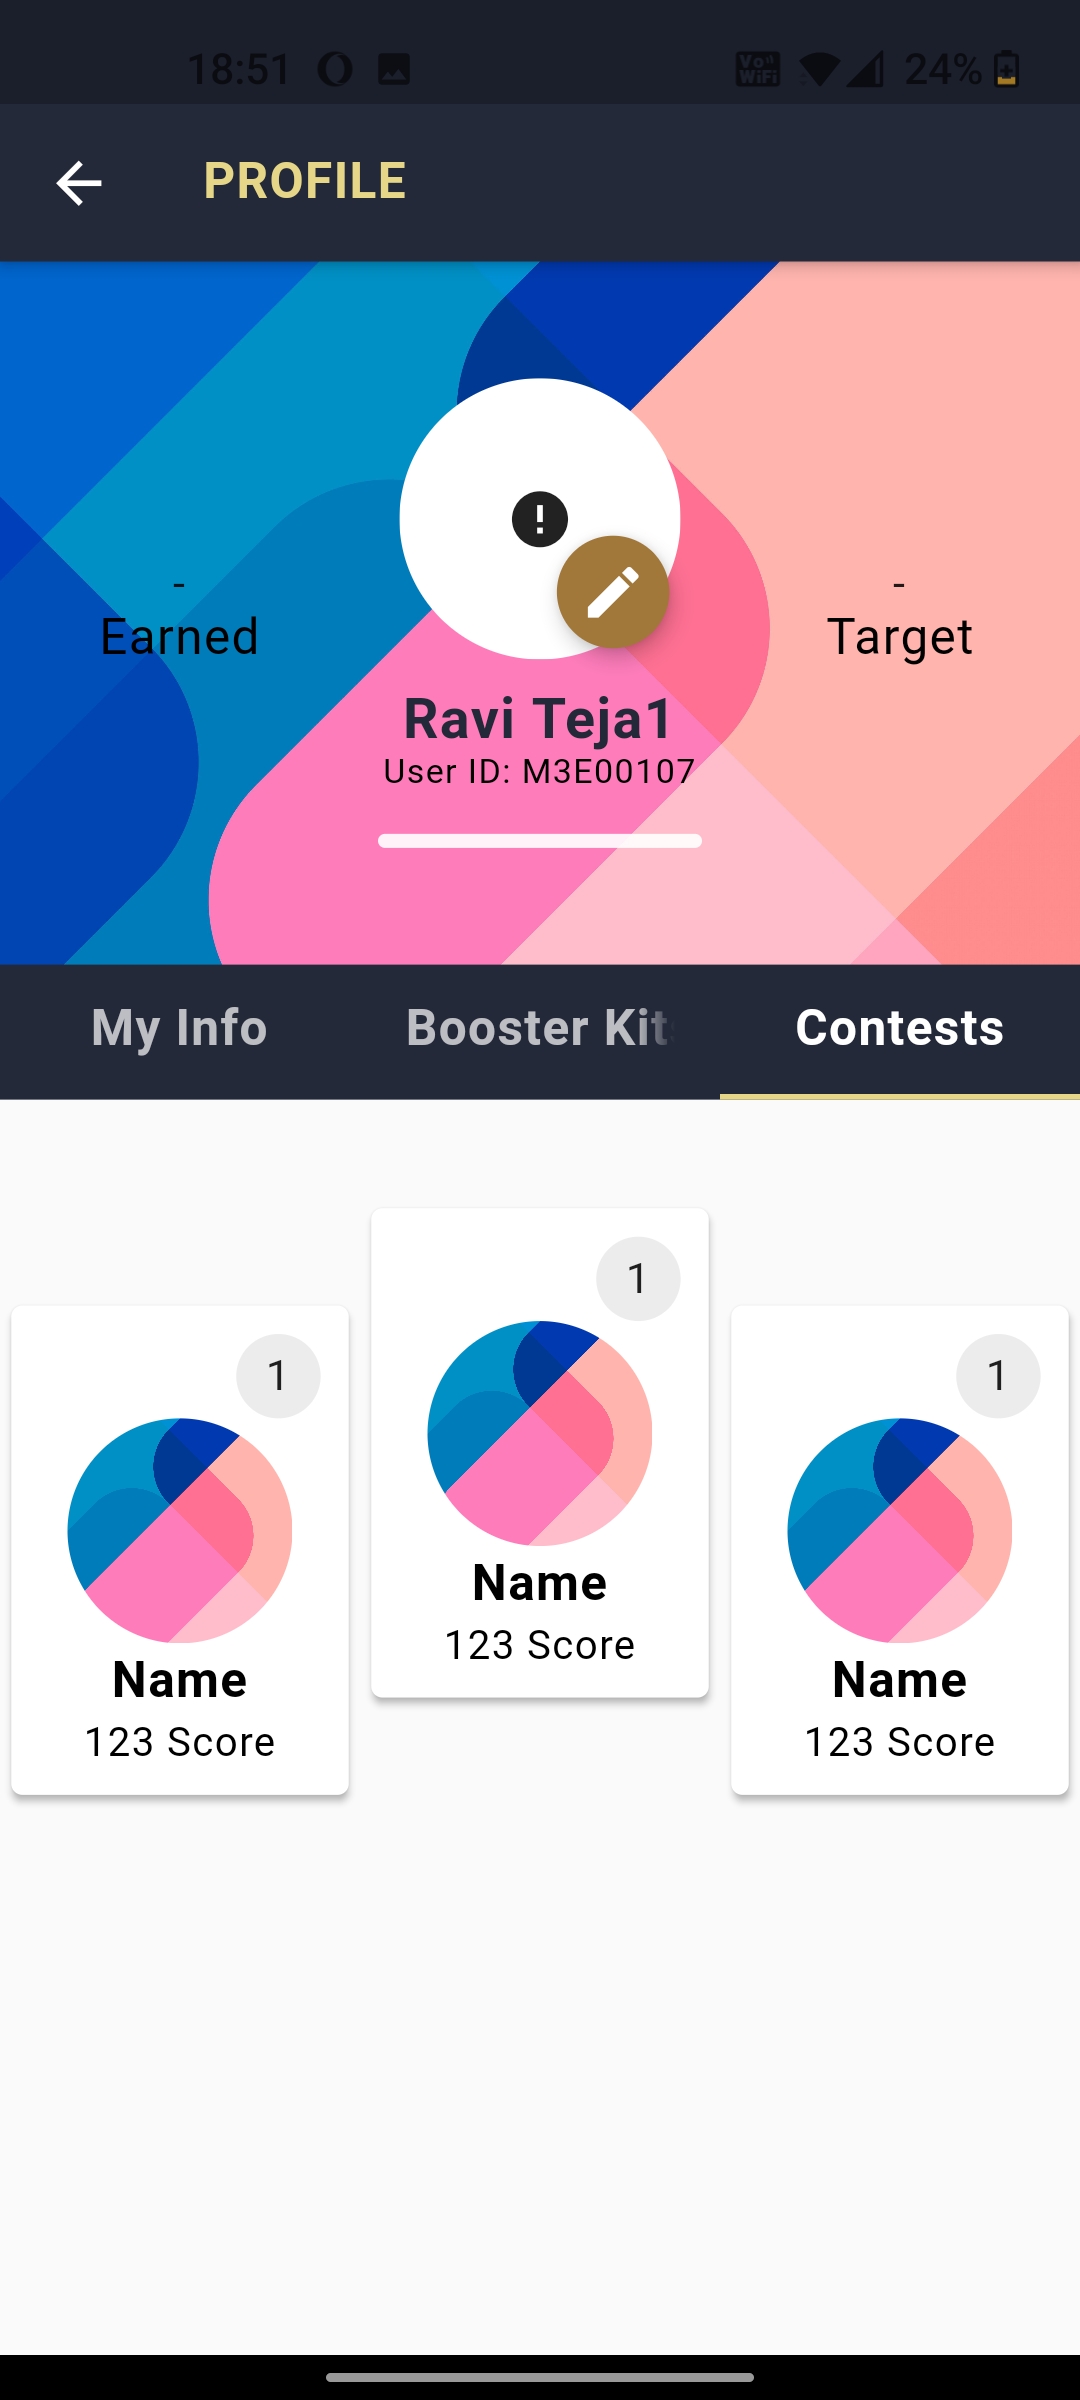 18:51 Vo WiFi 24%
PROFILE
-
Earned
-
Target
Ravi Teja1
User ID: M3E00107
My Info Booster Kits Contests
1
Name
123 Score
1
Name
123 Score
1
Name
123 Score